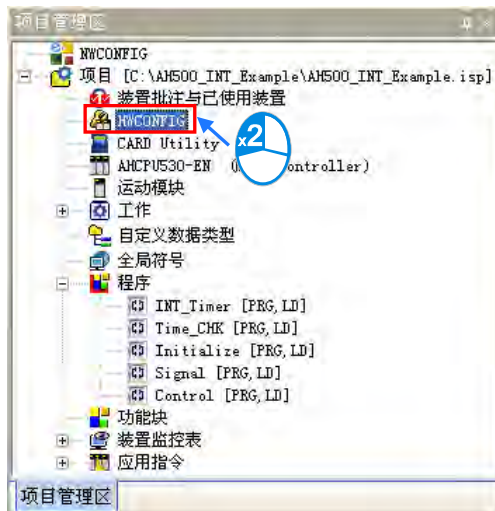 项目管理区
NWCONFIG
项目 [C:\AH500_INT_Example\AH500_INT_Example.isp]
装置批注与已使用装置
HWCONFIG
x2
CARD Utility
AHCPU530-EN ontroller)
运动模块
工作
自定义数据类型
全局符号
程序
INT_Timer [PRG,LD]
Time_CHK [PRG,LD]
Initialize [PRG,LD]
Signal [PRG,LD]
Control [PRG,LD]
功能块
装置监控表
应用指令
项目管理区